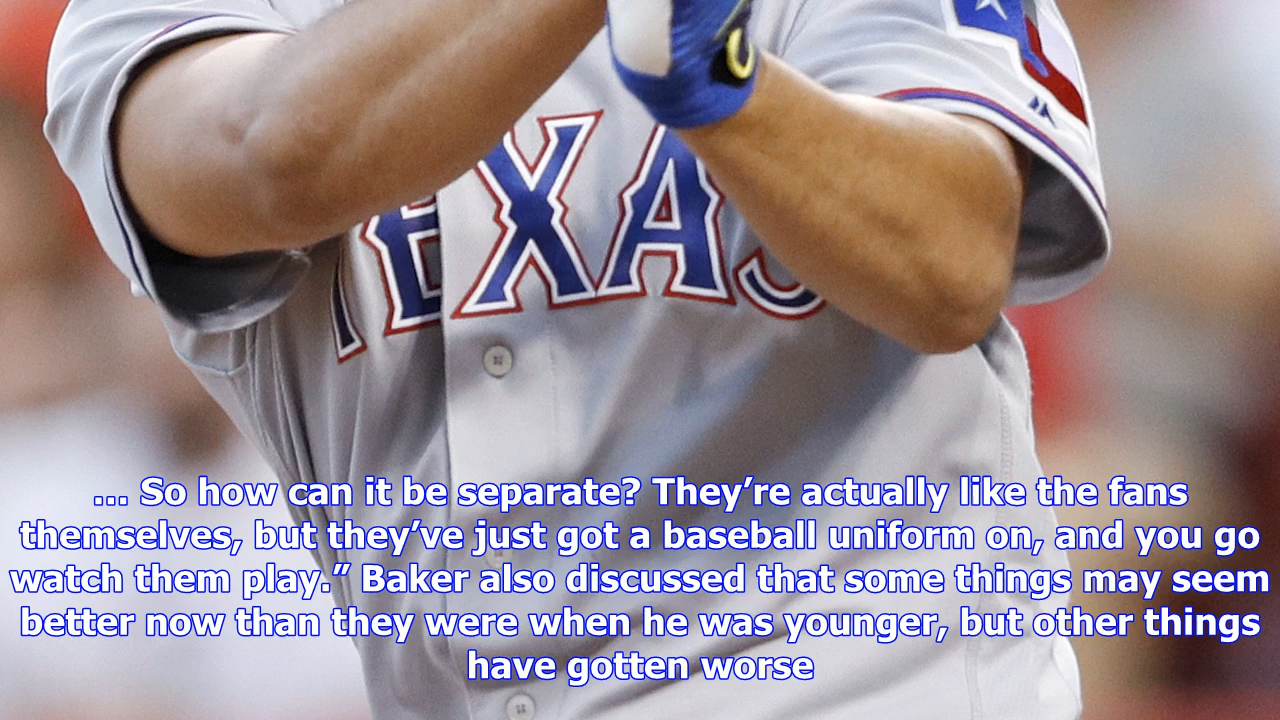 TEXAS
... So how can it be separate? They’re actually like the fans
themselves, but they’ve just got a baseball uniform on, and you go
watch them play.” Baker also discussed that some things may seem
better now than they were when he was younger, but other things
have gotten worse